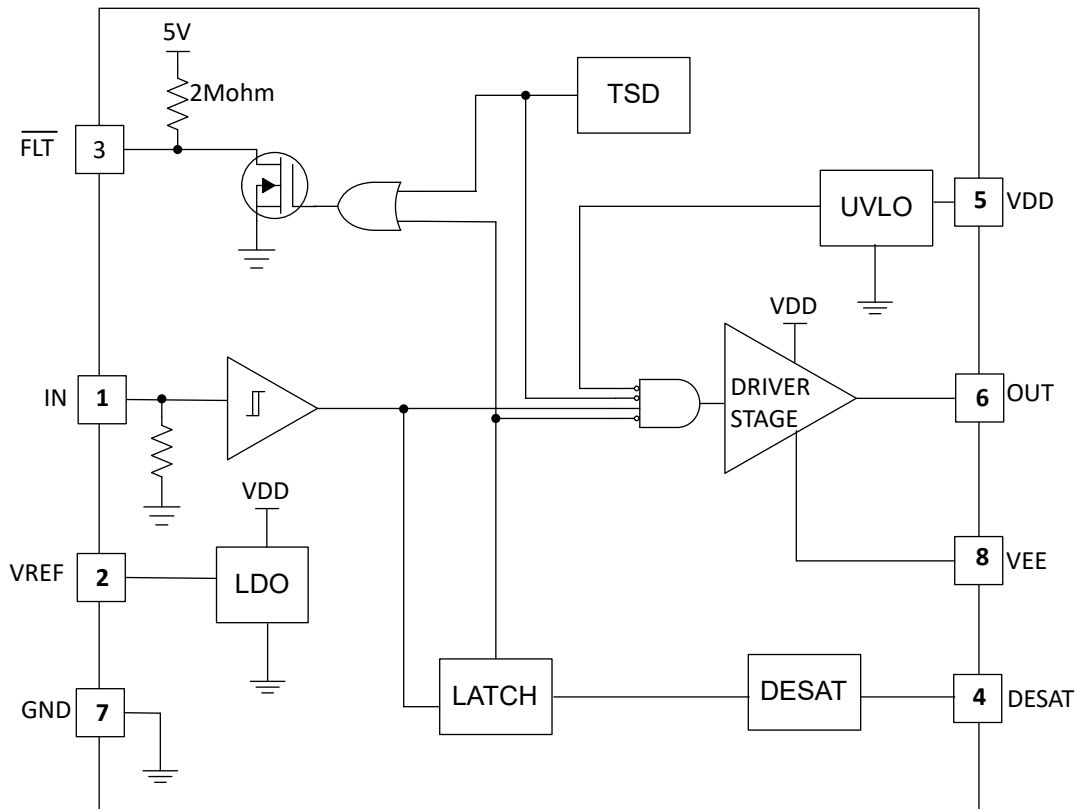 5V
2Mohm
TSD
FLT
3
UVLO
5
VDD
VDD
IN
1
DRIVER
STAGE
6
OUT
VDD
VREF
2
LDO
8
VEE
GND
7
LATCH
DESAT
4
DESAT